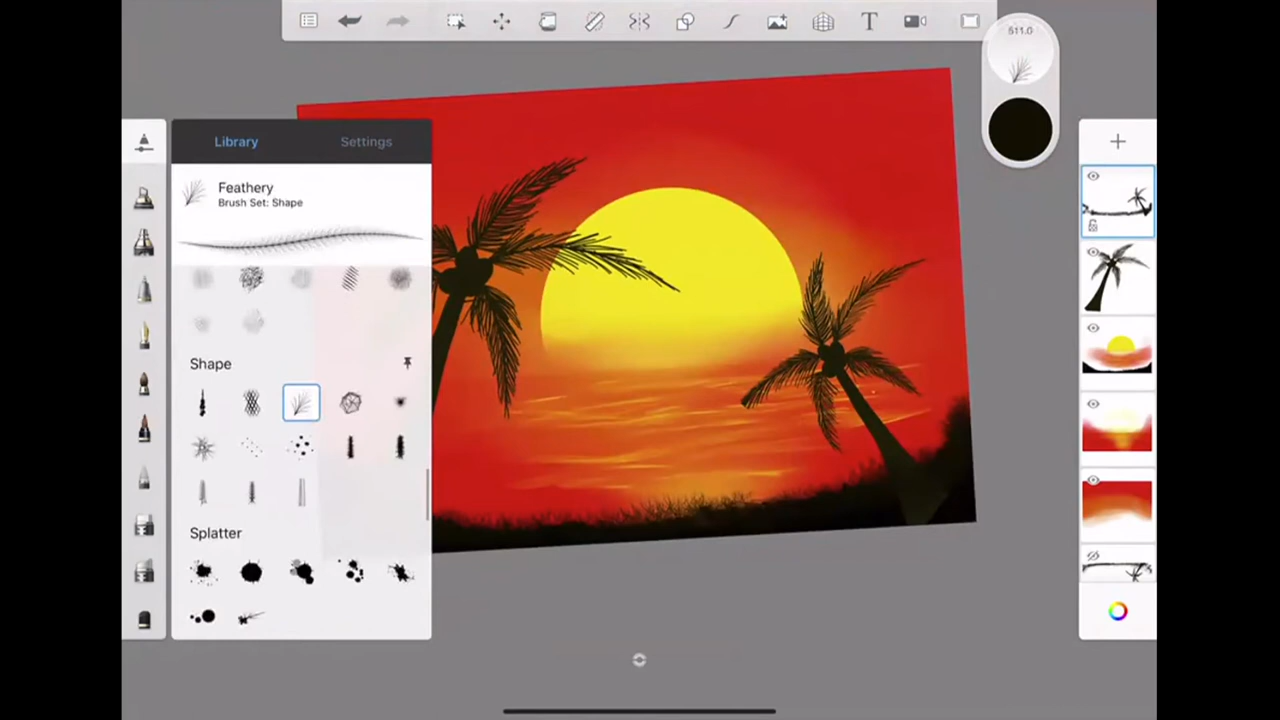 T
511.0
Library Settings
Feathery
Brush Set: Shape
Shape
Splatter